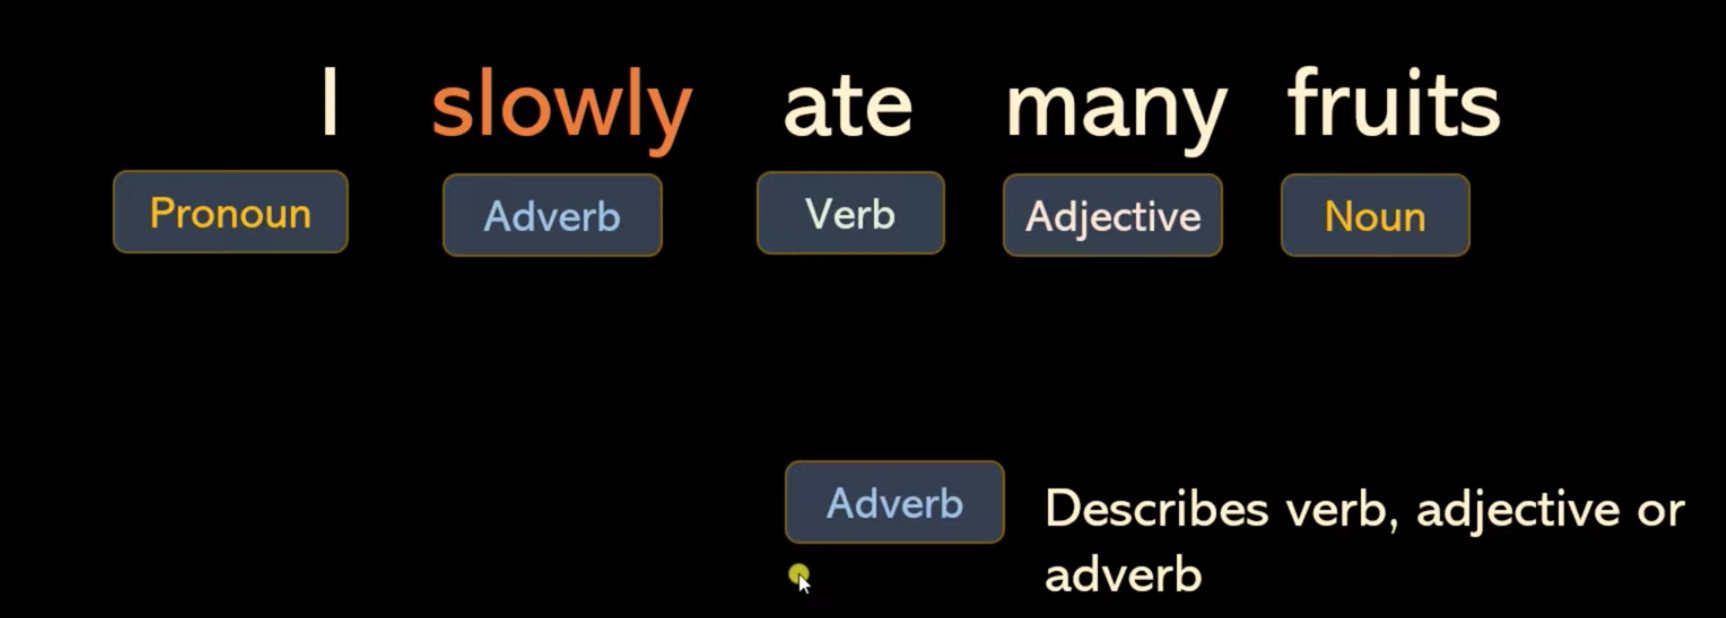 I slowly ate many fruits
Pronoun Adverb Verb Adjective Noun
Adverb Describes verb, adjective or
adverb